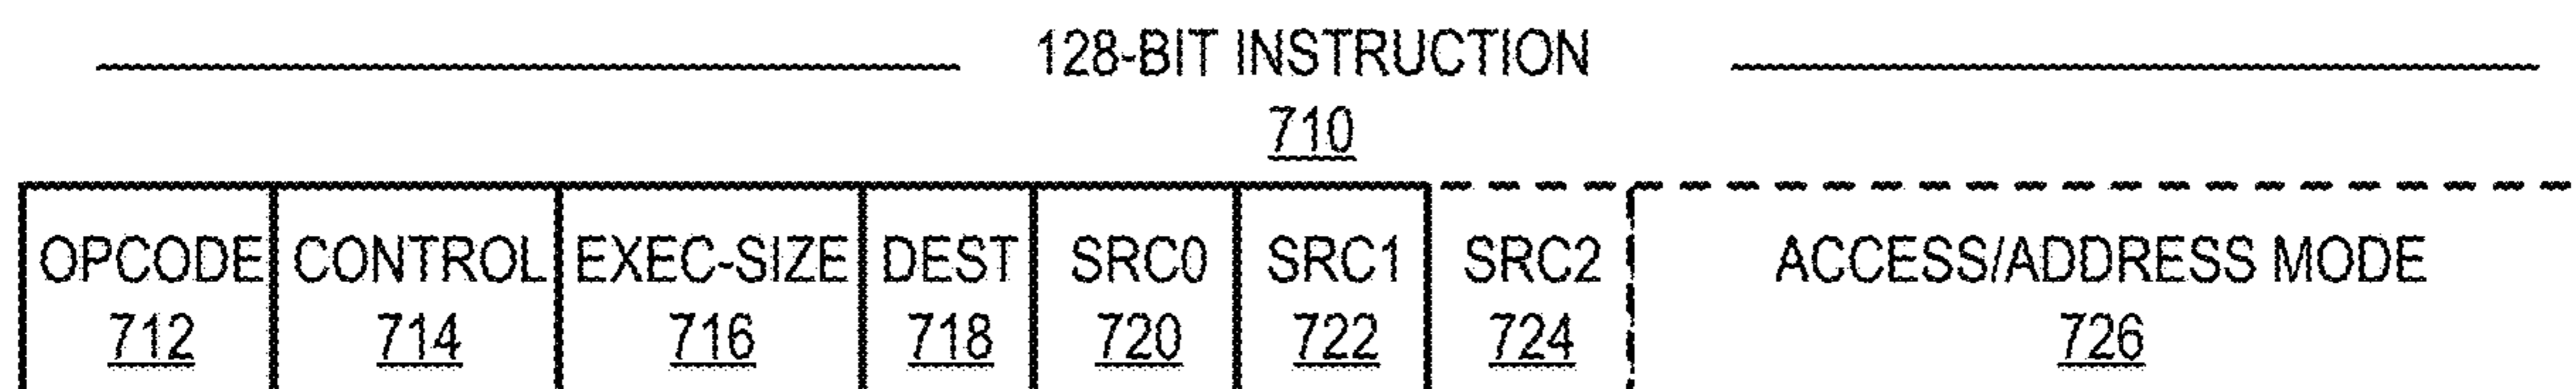 128-BIT INSTRUCTION
710
OPCODE CONTROL EXEC-SIZE DEST SRC0 SRC1 SRC2 ACCESS/ADDRESS MODE
712 714 716 718 720 722 724 726